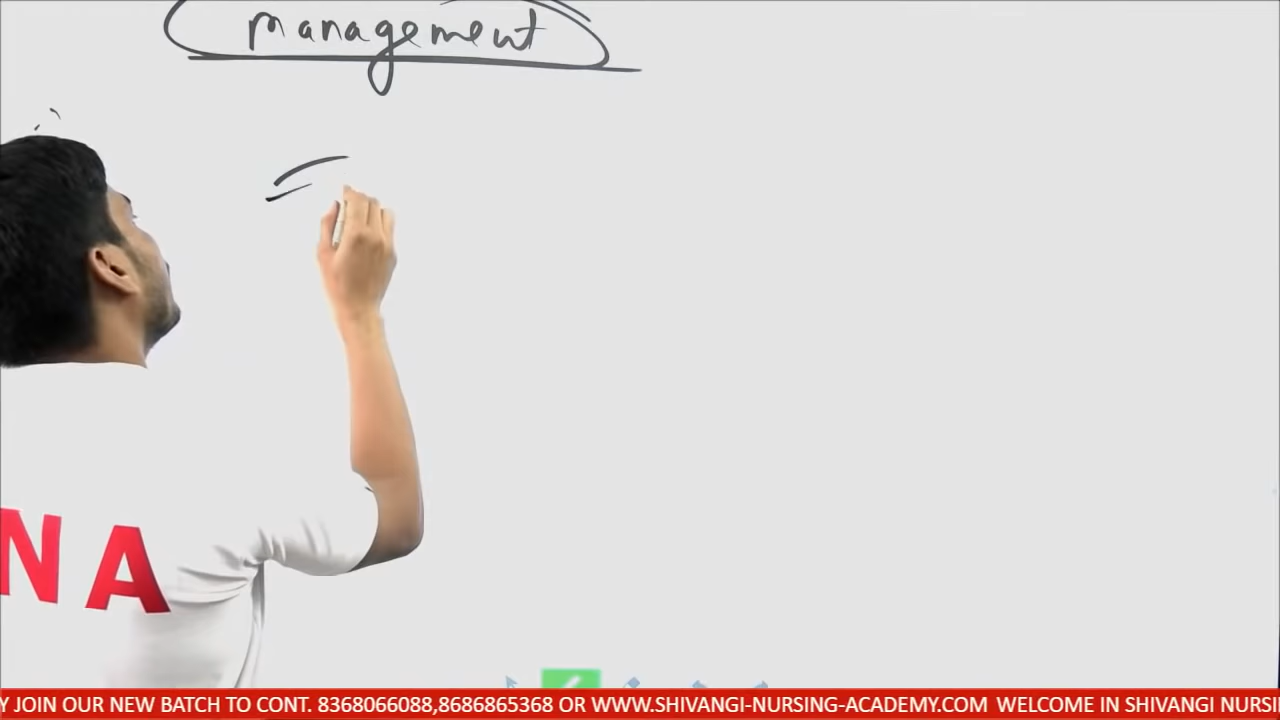 management
NA
Y JOIN OUR NEW BATCH TO CONT. 8368066088,8686865368 OR WWW.SHIVANGI-NURSING-ACADEMY.COM WELCOME IN SHIVANGI NURSI